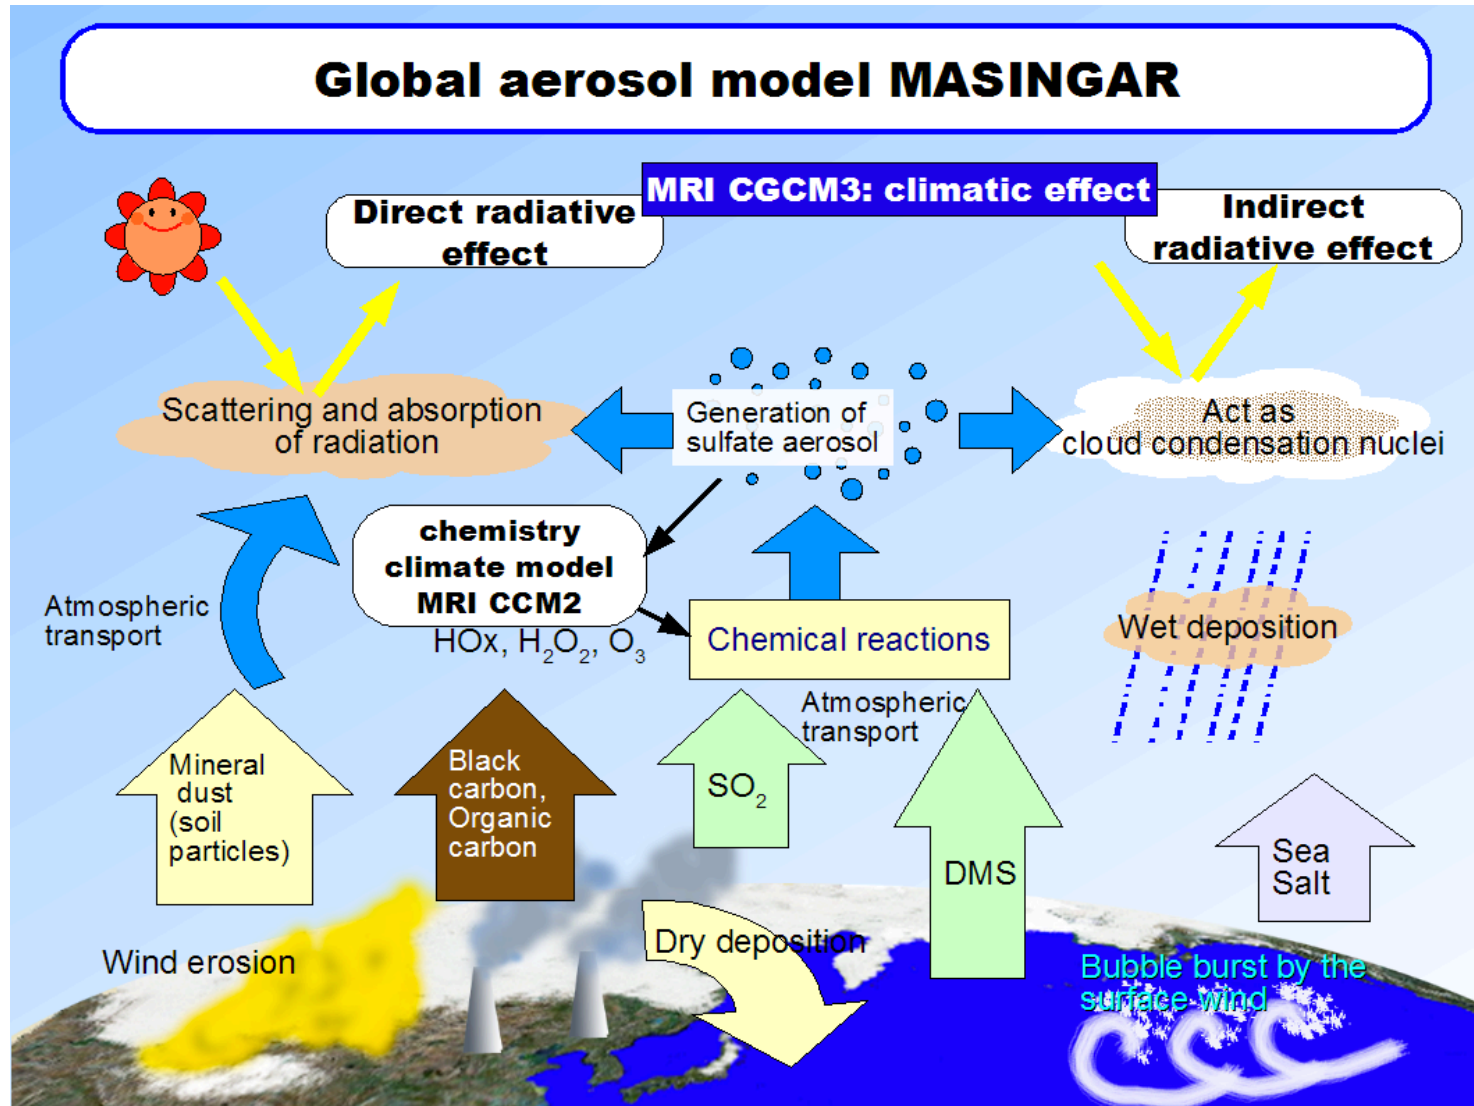 Global aerosol model MASINGAR
MRI CGCM3: climatic effect
Direct radiative
effect
Indirect
radiative effect
Scattering and absorption
of radiation
Generation of
sulfate aerosol
Act as
cloud condensation nuclei
chemistry
climate model
MRI CCM2
HOx, H₂O₂, O₃
Chemical reactions
Atmospheric
transport
Wet deposition
Atmospheric
transport
Mineral
dust
(soil
particles)
Black
carbon,
Organic
carbon
SO₂
DMS
Sea
Salt
Wind erosion
Dry deposition
Bubble burst by the
surface wind